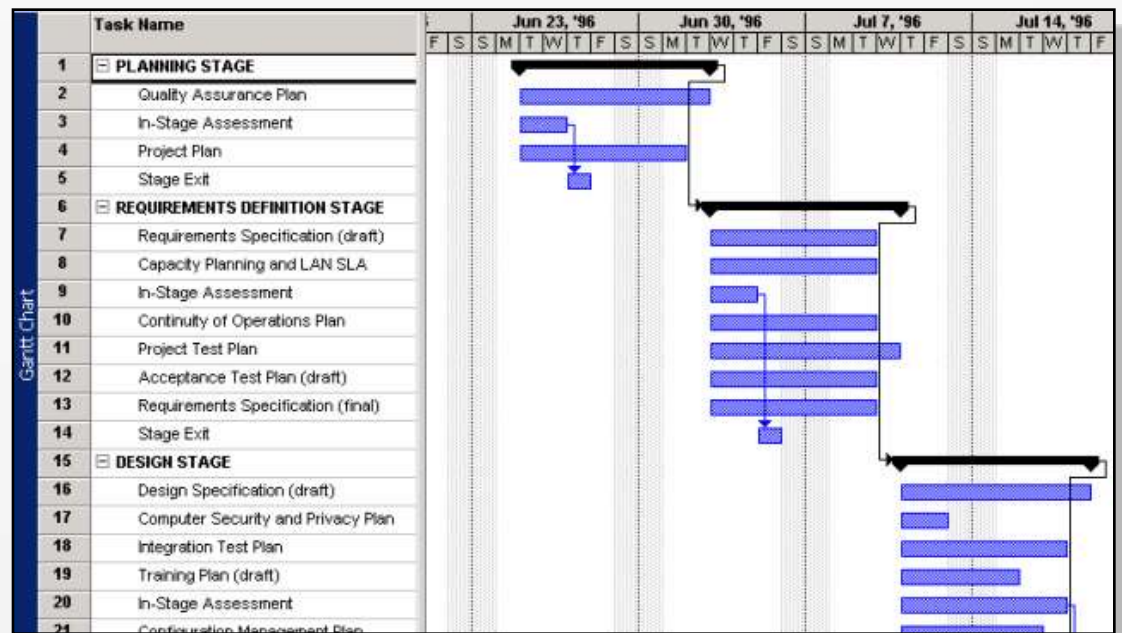 Task Name
Jun 23, '96 Jun 30, '96 Jul 7, '96 Jul 14, '96
F S S M T W T F S S M T W T F S S M T W T F S S M T W T F
1 PLANNING STAGE
2 Quality Assurance Plan
3 In-Stage Assessment
4 Project Plan
5 Stage Exit
6 REQUIREMENTS DEFINITION STAGE
7 Requirements Specification (draft)
8 Capacity Planning and LAN SLA
9 In-Stage Assessment
10 Continuity of Operations Plan
11 Project Test Plan
12 Acceptance Test Plan (draft)
13 Requirements Specification (final)
14 Stage Exit
15 DESIGN STAGE
16 Design Specification (draft)
17 Computer Security and Privacy Plan
18 Integration Test Plan
19 Training Plan (draft)
20 In-Stage Assessment
21 Configuration Management Plan
Gantt Chart